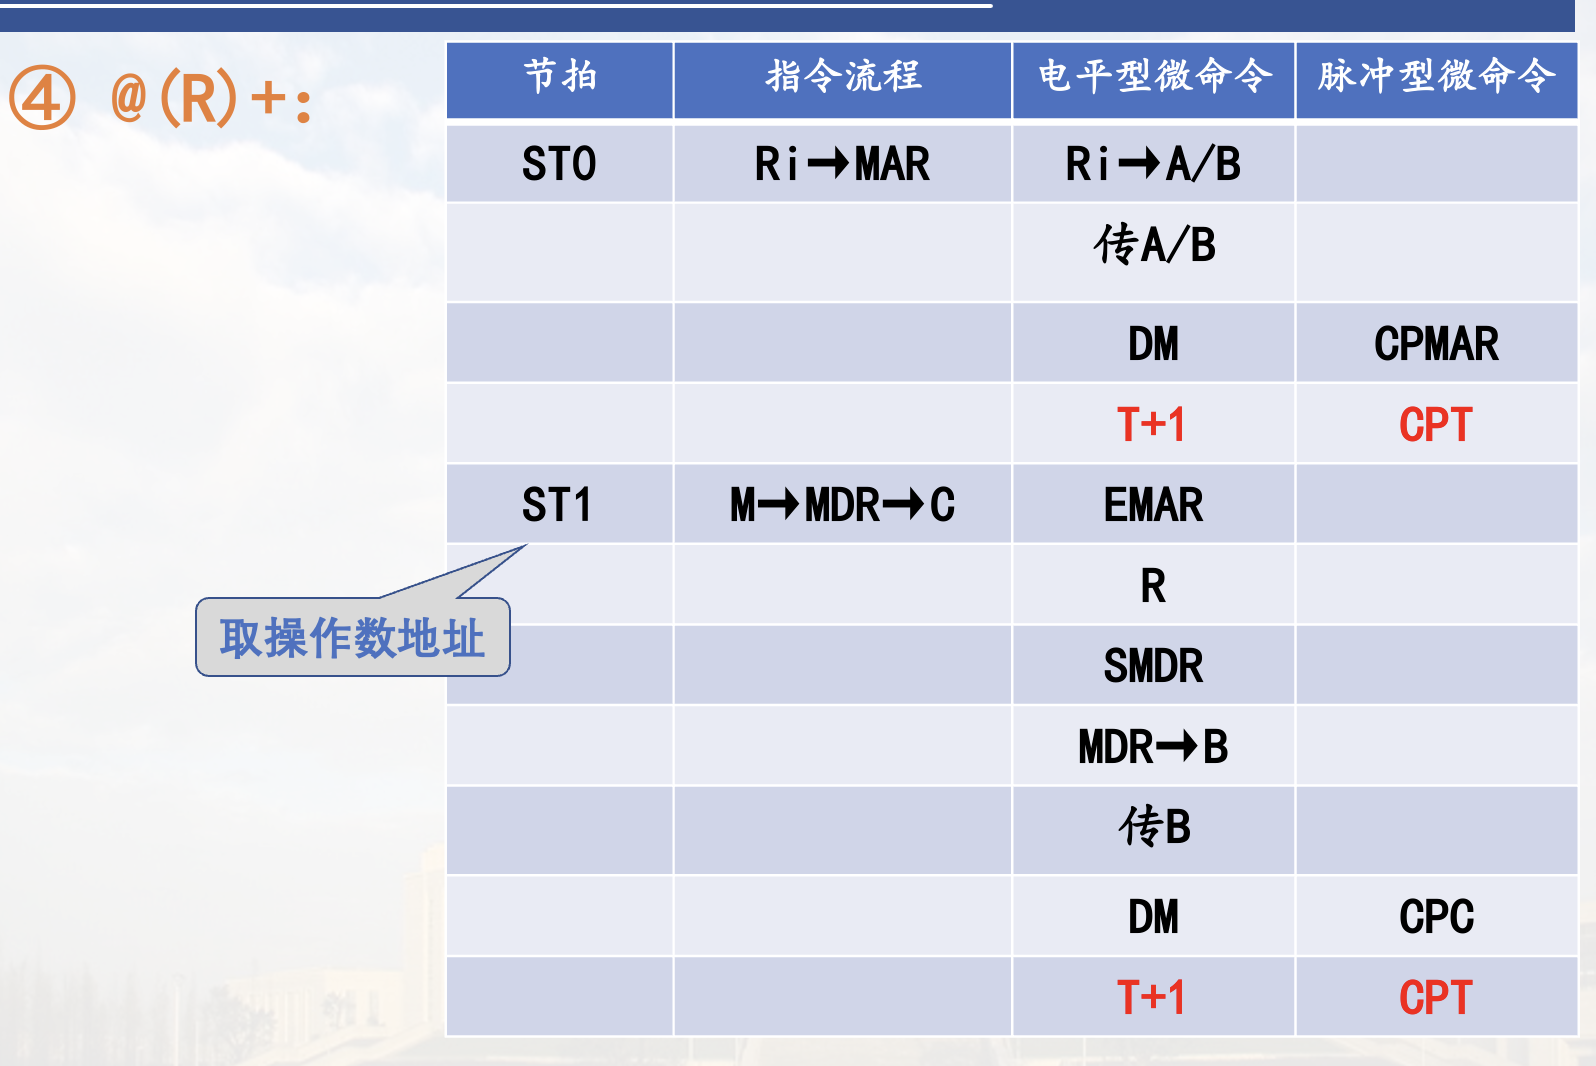 ④ @(R)+:
节拍 指令流程 电平型微命令 脉冲型微命令
ST0 Ri→MAR Ri→A/B
传A/B
DM CPMAR
T+1 CPT
ST1 M→MDR→C EMAR
R
取操作数地址
SMDR
MDR→B
传B
DM CPC
T+1 CPT